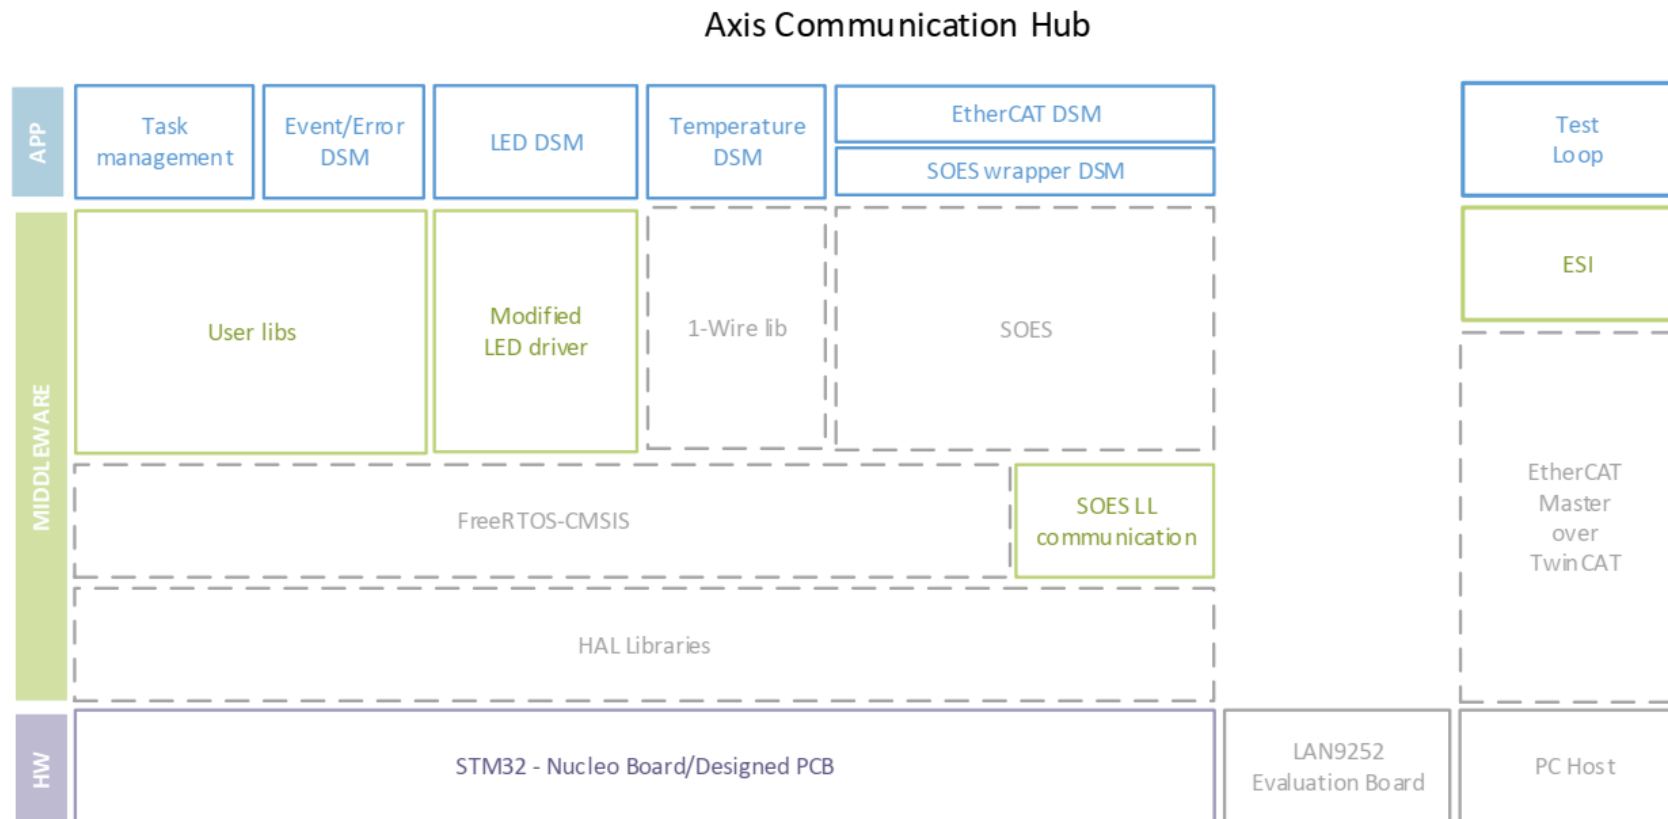 Axis Communication Hub
APP
Task
management
Event/Error
DSM
LED DSM
Temperature
DSM
EtherCAT DSM
SOES wrapper DSM
Test
Loop
MIDDLEWARE
User libs
Modified
LED driver
1-Wire lib
SOES
ESI
FreeRTOS-CMSIS
SOES LL
communication
EtherCAT
Master
over
TwinCAT
HAL Libraries
HW
STM32 - Nucleo Board/Designed PCB
LAN9252
Evaluation Board
PC Host